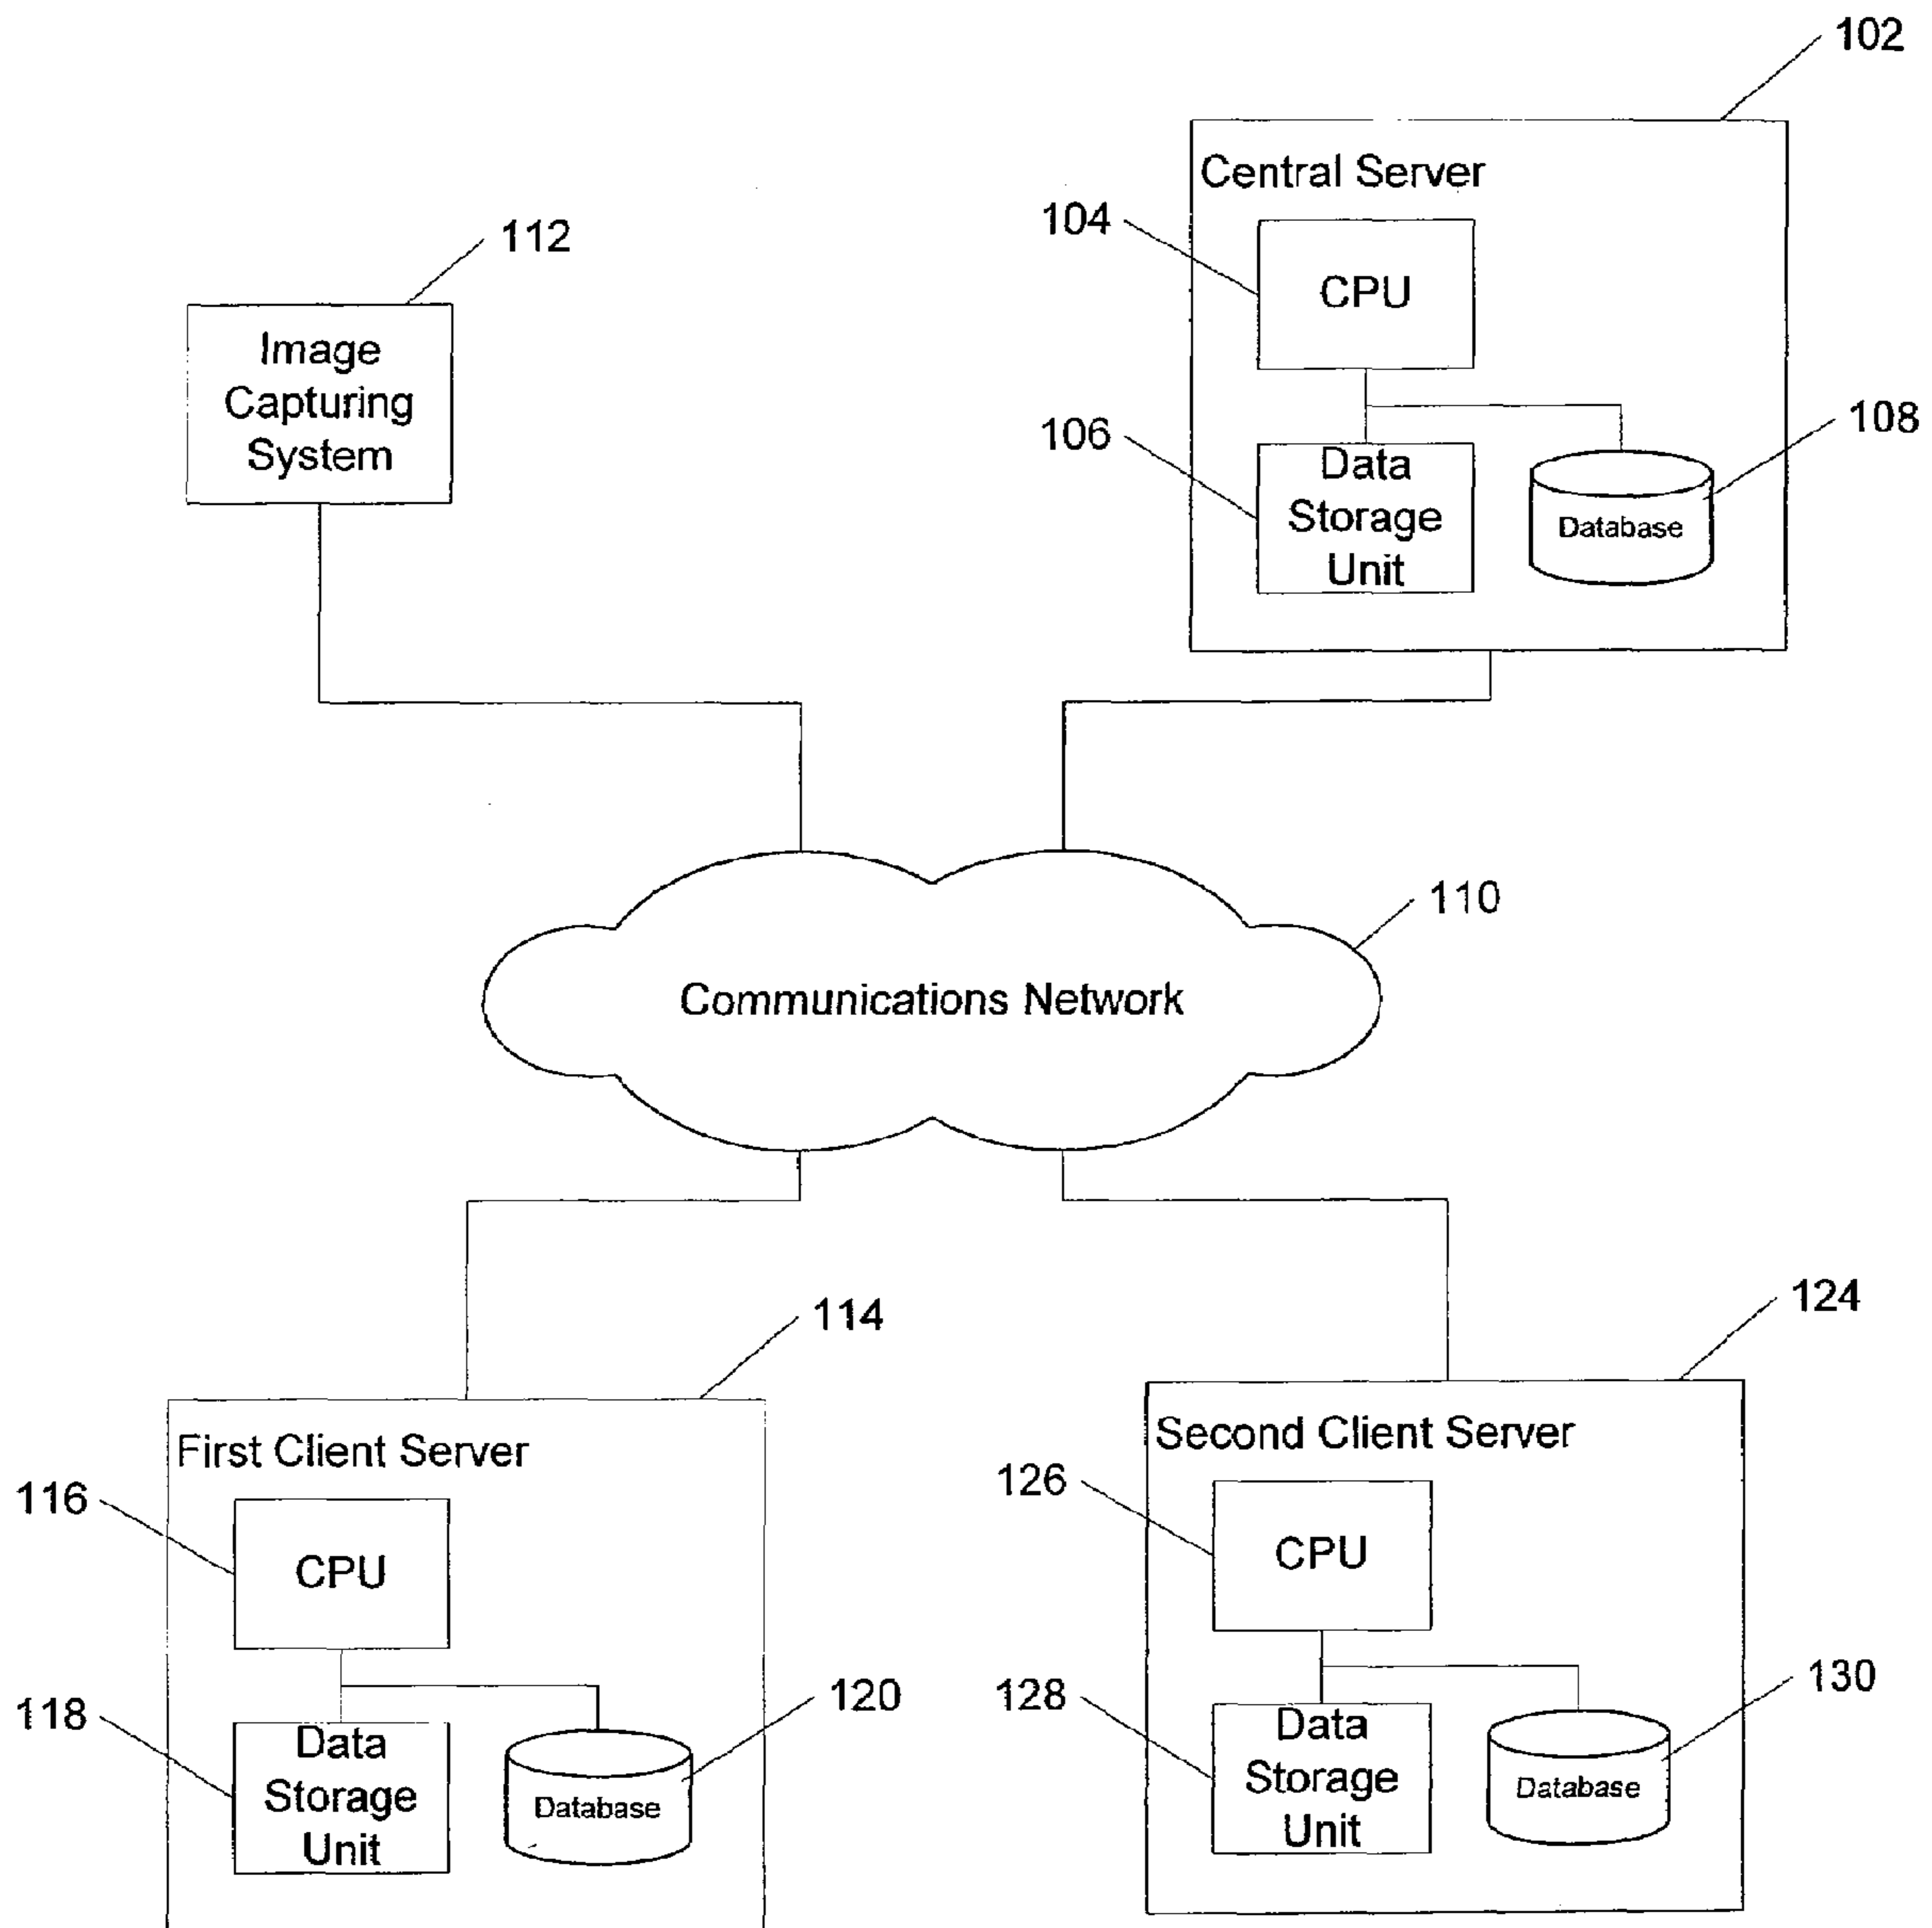 102
Central Server
104
CPU
112
Image
Capturing
System
106
Data
Storage
Unit
108
Database
110
Communications Network
114
First Client Server
116
CPU
118
Data
Storage
Unit
120
Database
124
Second Client Server
126
CPU
128
Data
Storage
Unit
130
Database